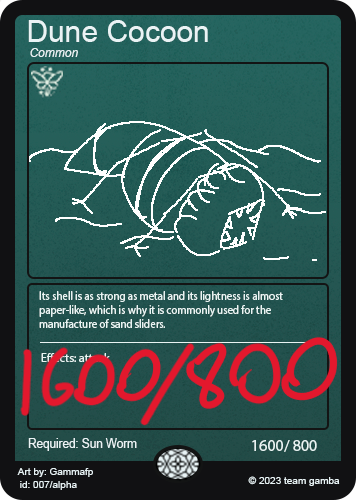 Dune Cocoon
Common
Its shell is as strong as metal and its lightness is almost
paper-like, which is why it is commonly used for the
manufacture of sand sliders.
Effects: attack
1600/800
Required: Sun Worm
1600/ 800
Art by: Gammafp
id: 007/alpha
© 2023 team gamba